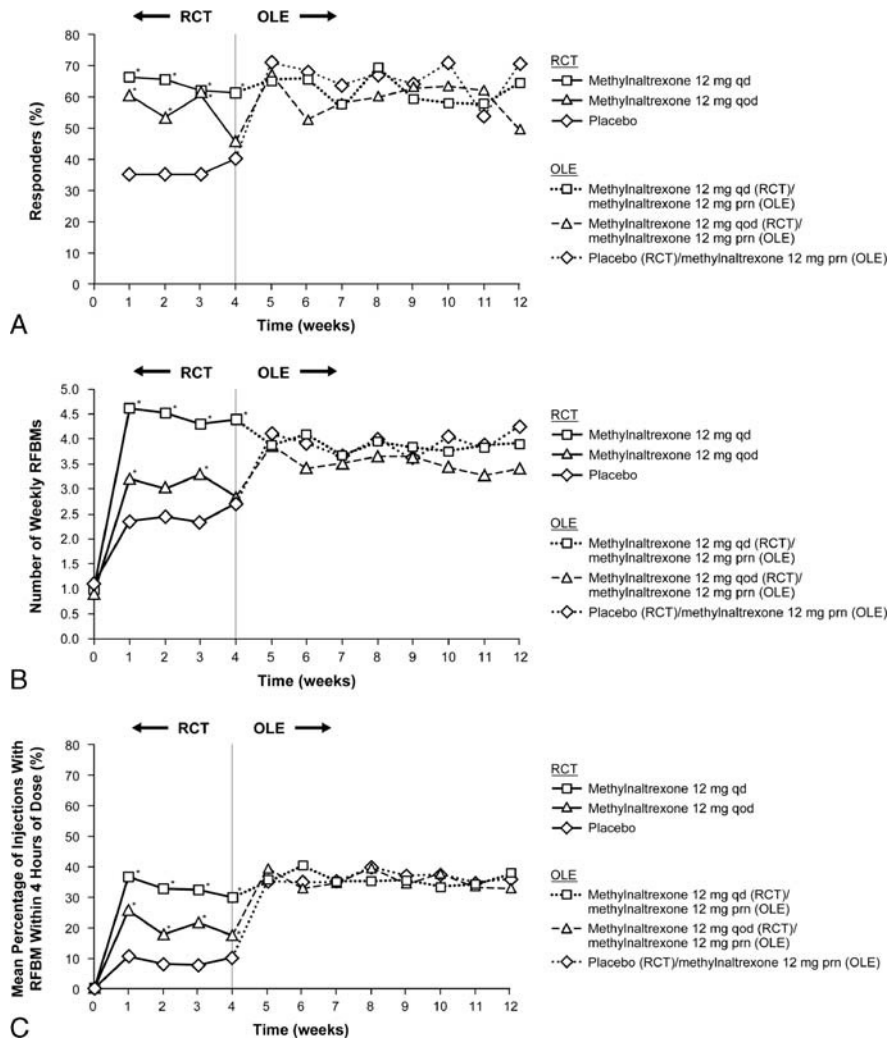 RCT OLE
Responders (%)
80
70
60
50
40
30
20
10
0
0 1 2 3 4 5 6 7 8 9 10 11 12
Time (weeks)
A
RCT
Methylnaltrexone 12 mg qd
Methylnaltrexone 12 mg qod
Placebo
OLE
Methylnaltrexone 12 mg qd (RCT)/
methylnaltrexone 12 mg prn (OLE)
Methylnaltrexone 12 mg qod (RCT)/
methylnaltrexone 12 mg prn (OLE)
Placebo (RCT)/methylnaltrexone 12 mg prn (OLE)
RCT OLE
Number of Weekly RFBMs
5.0
4.5
4.0
3.5
3.0
2.5
2.0
1.5
1.0
0.5
0.0
0 1 2 3 4 5 6 7 8 9 10 11 12
Time (weeks)
B
RCT
Methylnaltrexone 12 mg qd
Methylnaltrexone 12 mg qod
Placebo
OLE
Methylnaltrexone 12 mg qd (RCT)/
methylnaltrexone 12 mg prn (OLE)
Methylnaltrexone 12 mg qod (RCT)/
methylnaltrexone 12 mg prn (OLE)
Placebo (RCT)/methylnaltrexone 12 mg prn (OLE)
RCT OLE
Mean Percentage of Injections With
RFBM Within 4 Hours of Dose (%)
80
70
60
50
40
30
20
10
0
0 1 2 3 4 5 6 7 8 9 10 11 12
Time (weeks)
C
RCT
Methylnaltrexone 12 mg qd
Methylnaltrexone 12 mg qod
Placebo
OLE
Methylnaltrexone 12 mg qd (RCT)/
methylnaltrexone 12 mg prn (OLE)
Methylnaltrexone 12 mg qod (RCT)/
methylnaltrexone 12 mg prn (OLE)
Placebo (RCT)/methylnaltrexone 12 mg prn (OLE)